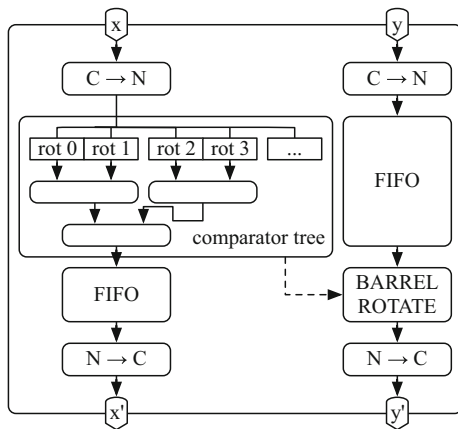 x y
C → N C → N
rot 0 rot 1 rot 2 rot 3 ...
FIFO
comparator tree
FIFO BARREL
ROTATE
N → C N → C
x' y'